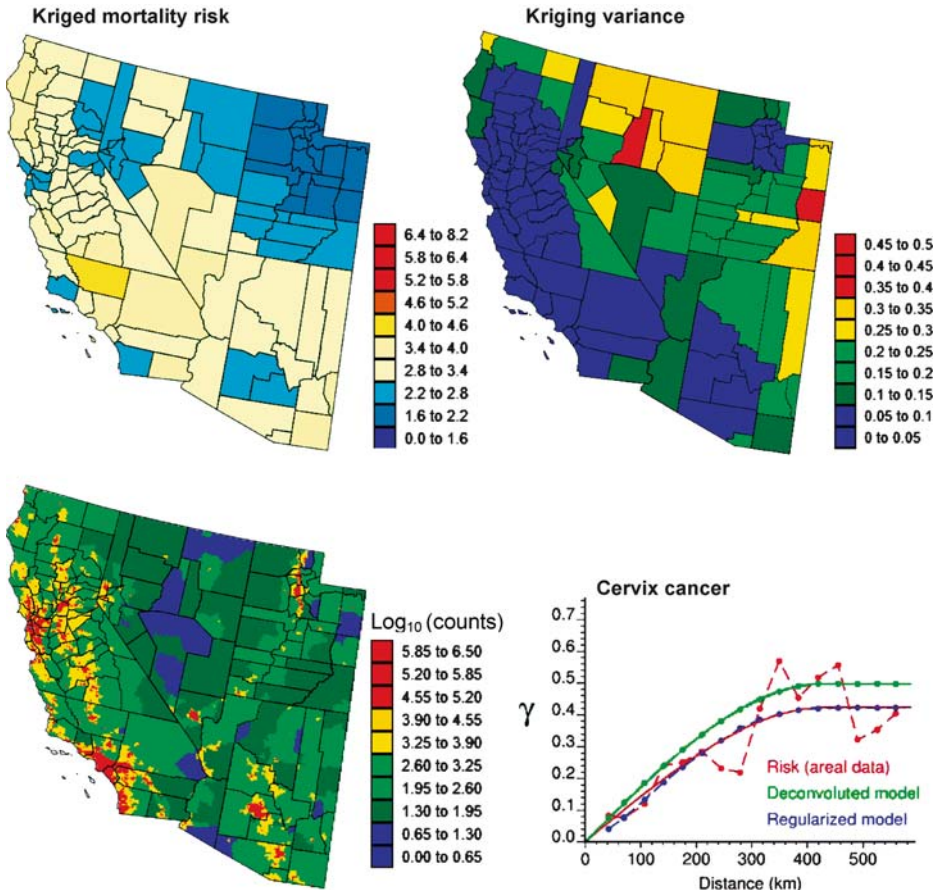 Kriged mortality risk
Kriging variance
6.4 to 8.2
5.8 to 6.4
5.2 to 5.8
4.6 to 5.2
4.0 to 4.6
3.4 to 4.0
2.8 to 3.4
2.2 to 2.8
1.6 to 2.2
0.0 to 1.6
0.45 to 0.5
0.4 to 0.45
0.35 to 0.4
0.3 to 0.35
0.25 to 0.3
0.2 to 0.25
0.15 to 0.2
0.1 to 0.15
0.05 to 0.1
0 to 0.05
Log10 (counts)
5.85 to 6.50
5.20 to 5.85
4.55 to 5.20
3.90 to 4.55
3.25 to 3.90
2.60 to 3.25
1.95 to 2.60
1.30 to 1.95
0.65 to 1.30
0.00 to 0.65
Cervix cancer
0.7
0.6
0.5
0.4
0.3
0.2
0.1
0.0
γ
Risk (areal data)
Deconvoluted model
Regularized model
0 100 200 300 400 500
Distance (km)